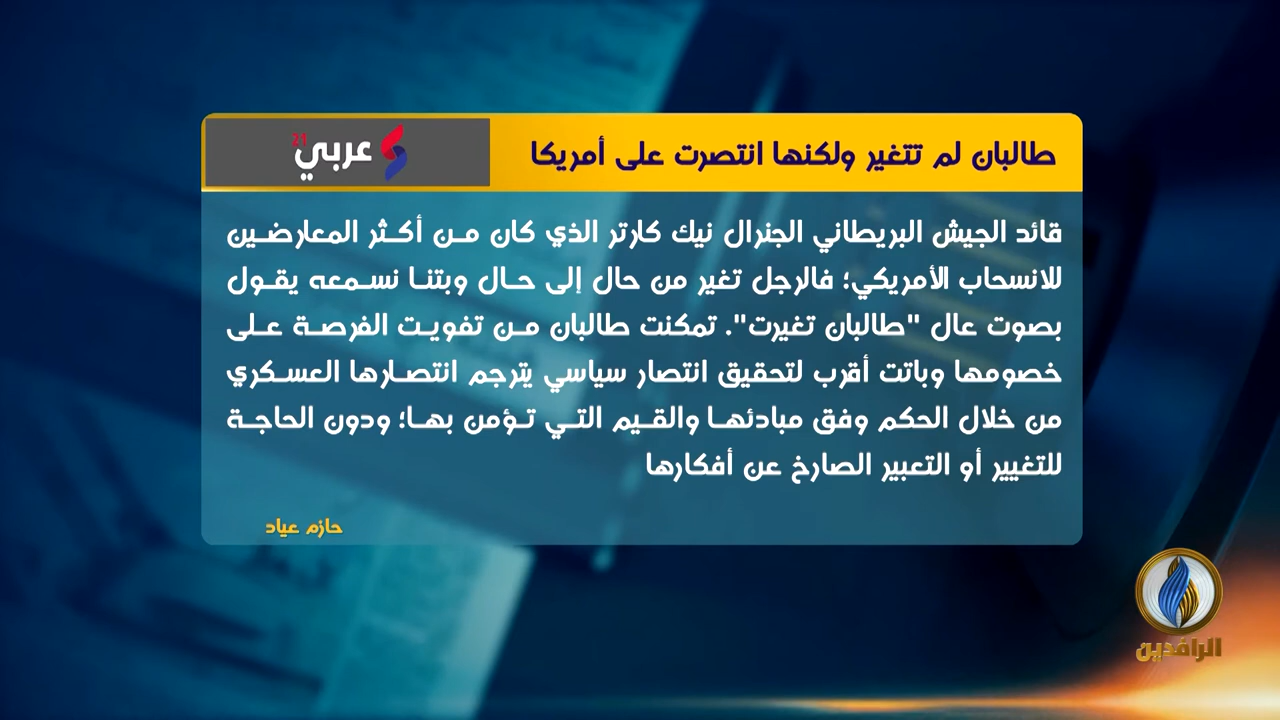 طالبان لم تتغير ولكنها انتصرت على أمريكا
عربي 21
قائد الجيش البريطاني الجنرال نيك كارتر الذي كان من أكثر المعارضين
للانسحاب الأمريكي؛ فالرجل تغير من حال إلى حال وبتنا نسمعه يقول
بصوت عال "طالبان تغيرت". تمكنت طالبان من تفويت الفرصة على
خصومها وباتت أقرب لتحقيق انتصار سياسي يترجم انتصارها العسكري
من خلال الحكم وفق مبادئها والقيم التي تؤمن بها؛ ودون الحاجة
للتغيير أو التعبير الصارخ عن أفكارها
حازم عياد
الرافدين